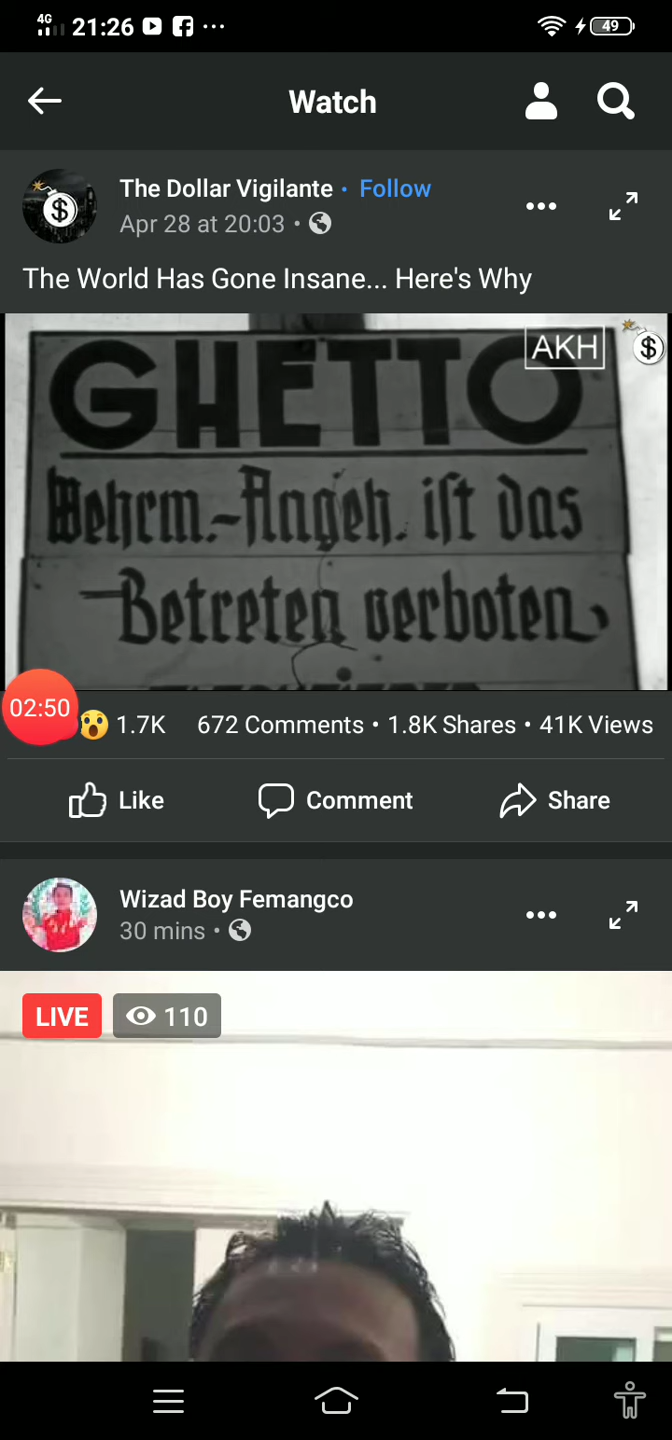 4G 21:26 ... 49
Watch
The Dollar Vigilante · Follow
Apr 28 at 20:03 ·
The World Has Gone Insane... Here's Why
AKH $
GHETTO
Wehrm.-Angeh. iſt das
Betreten verboten
02:50 1.7K 672 Comments • 1.8K Shares • 41K Views
Like Comment Share
Wizad Boy Femangco
30 mins ·
LIVE 110